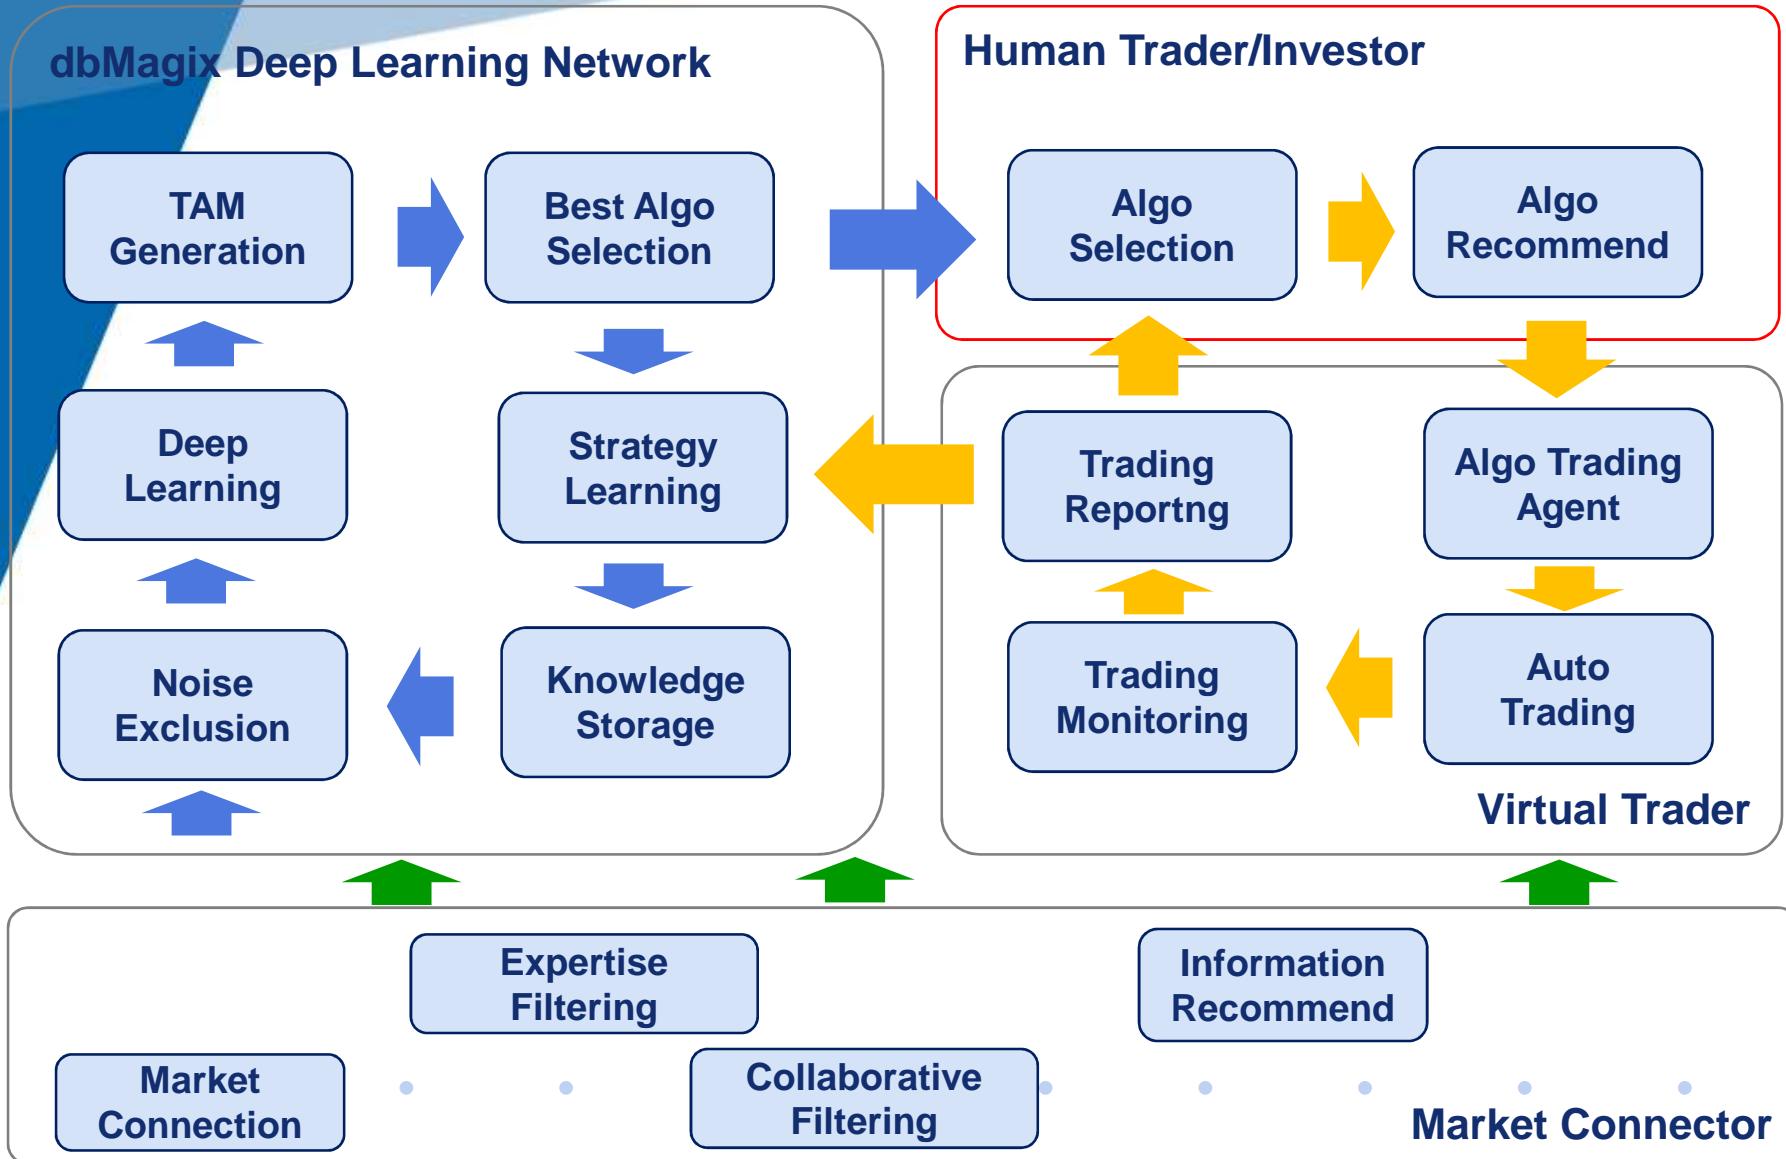 dbMagix Deep Learning Network
Human Trader/Investor
TAM
Generation
Best Algo
Selection
Algo
Selection
Algo
Recommend
Deep
Learning
Strategy
Learning
Trading
Reportng
Algo Trading
Agent
Noise
Exclusion
Knowledge
Storage
Trading
Monitoring
Auto
Trading
Virtual Trader
Expertise
Filtering
Information
Recommend
Market
Connection
Collaborative
Filtering
Market Connector